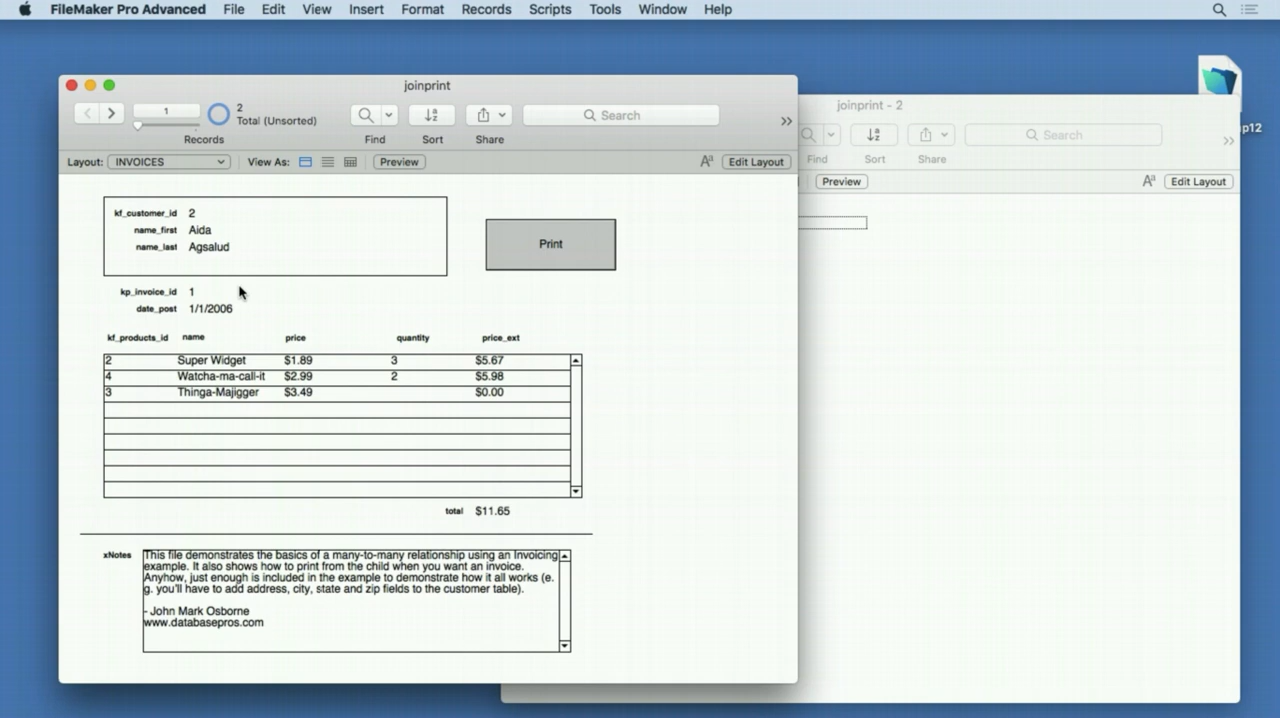 FileMaker Pro Advanced File Edit View Insert Format Records Scripts Tools Window Help
joinprint
1
2
Total (Unsorted)
Search
Records Find Sort Share
Layout: INVOICES View As: Preview Aa Edit Layout
kf_customer_id 2
name_first Aida
name_last Agsalud
Print
kp_invoice_id 1
date_post 1/1/2006
kf_products_id name price quantity price_ext
2 Super Widget $1.89 3 $5.67
4 Watcha-ma-call-it $2.99 2 $5.98
3 Thinga-Majigger $3.49 $0.00
total $11.65
xNotes
This file demonstrates the basics of a many-to-many relationship using an Invoicing
example. It also shows how to print from the child when you want an invoice.
Anyhow, just enough is included in the example to demonstrate how it all works (e.
g. you'll have to add address, city, state and zip fields to the customer table).
- John Mark Osborne
www.databasepros.com
joinprint - 2
Search
Find Sort Share
Preview Aa Edit Layout
p12